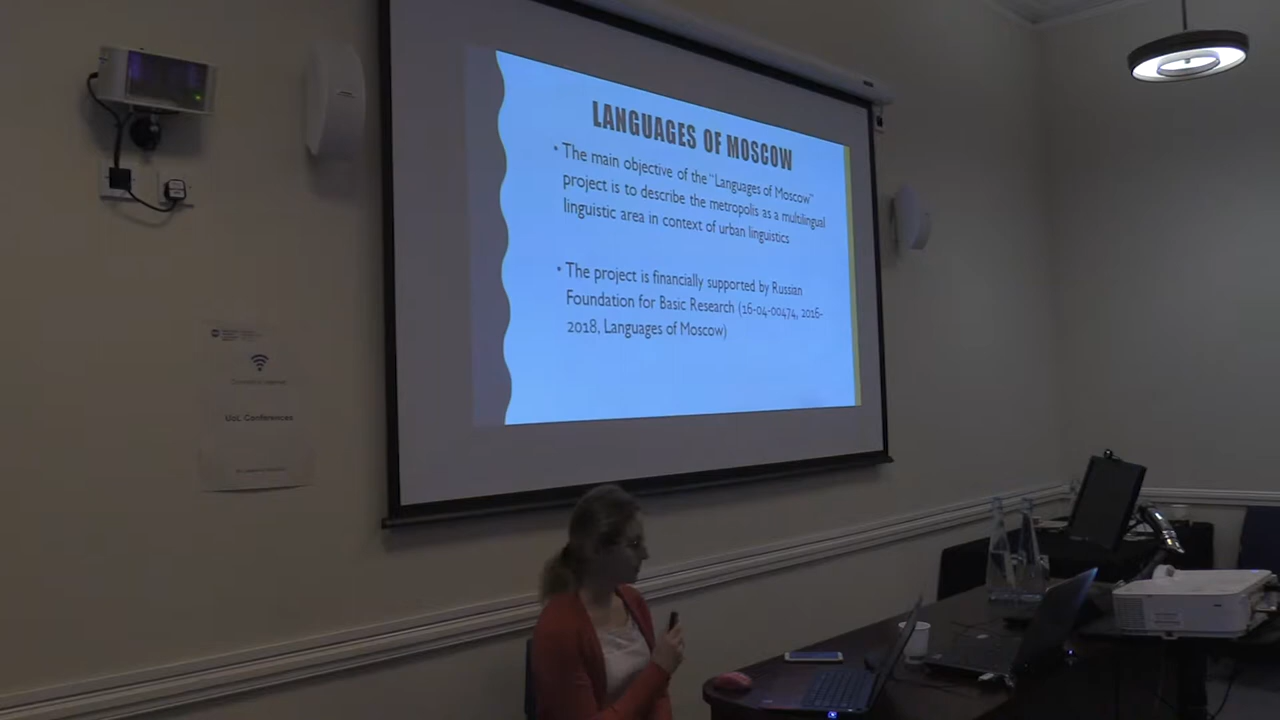 LANGUAGES OF MOSCOW
• The main objective of the "Languages of Moscow"
project is to describe the metropolis as a multilingual
linguistic area in context of urban linguistics
• The project is financially supported by Russian
Foundation for Basic Research (16-04-00474, 2016-
2018, Languages of Moscow)
UoL Conferences